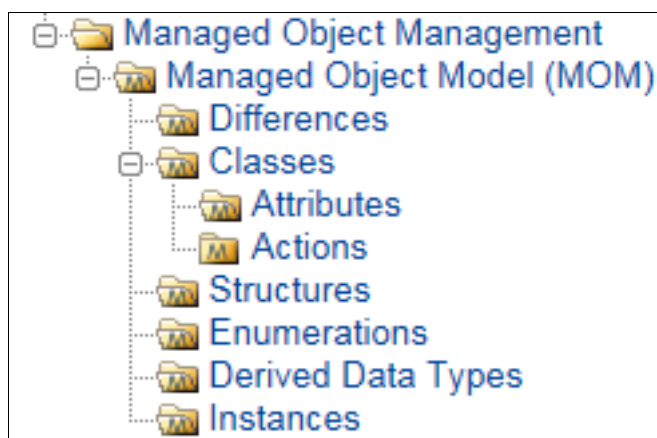 Managed Object Management
Managed Object Model (MOM)
Differences
Classes
Attributes
Actions
Structures
Enumerations
Derived Data Types
Instances